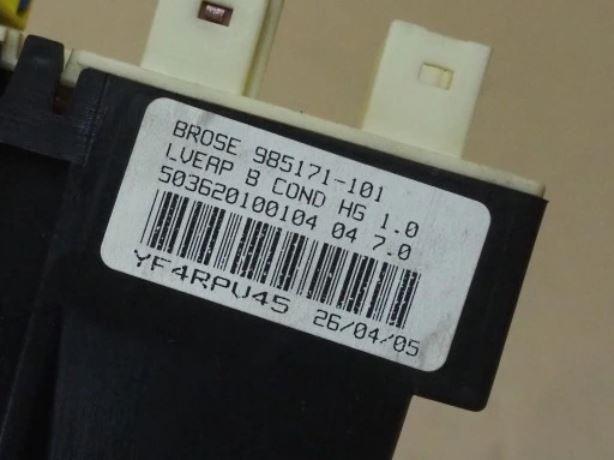 BROSE 985171-101
LVEAP B COND HG 1.0
503620100104 04 7.0
YF4RPV45 26/04/05